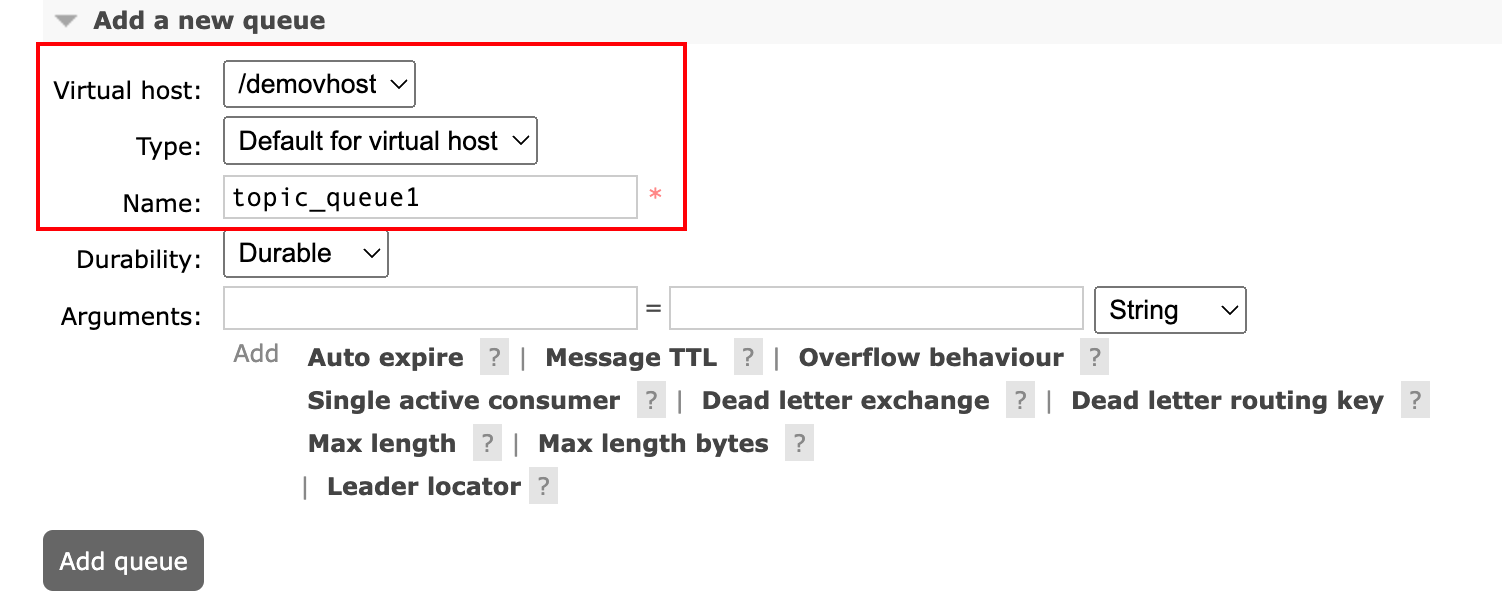 Add a new queue
Virtual host: /demovhost
Type: Default for virtual host
Name: topic_queue1 *
Durability: Durable
Arguments: = String
Add Auto expire ? | Message TTL ? | Overflow behaviour ?
Single active consumer ? | Dead letter exchange ? | Dead letter routing key ?
Max length ? | Max length bytes ?
| Leader locator ?
Add queue